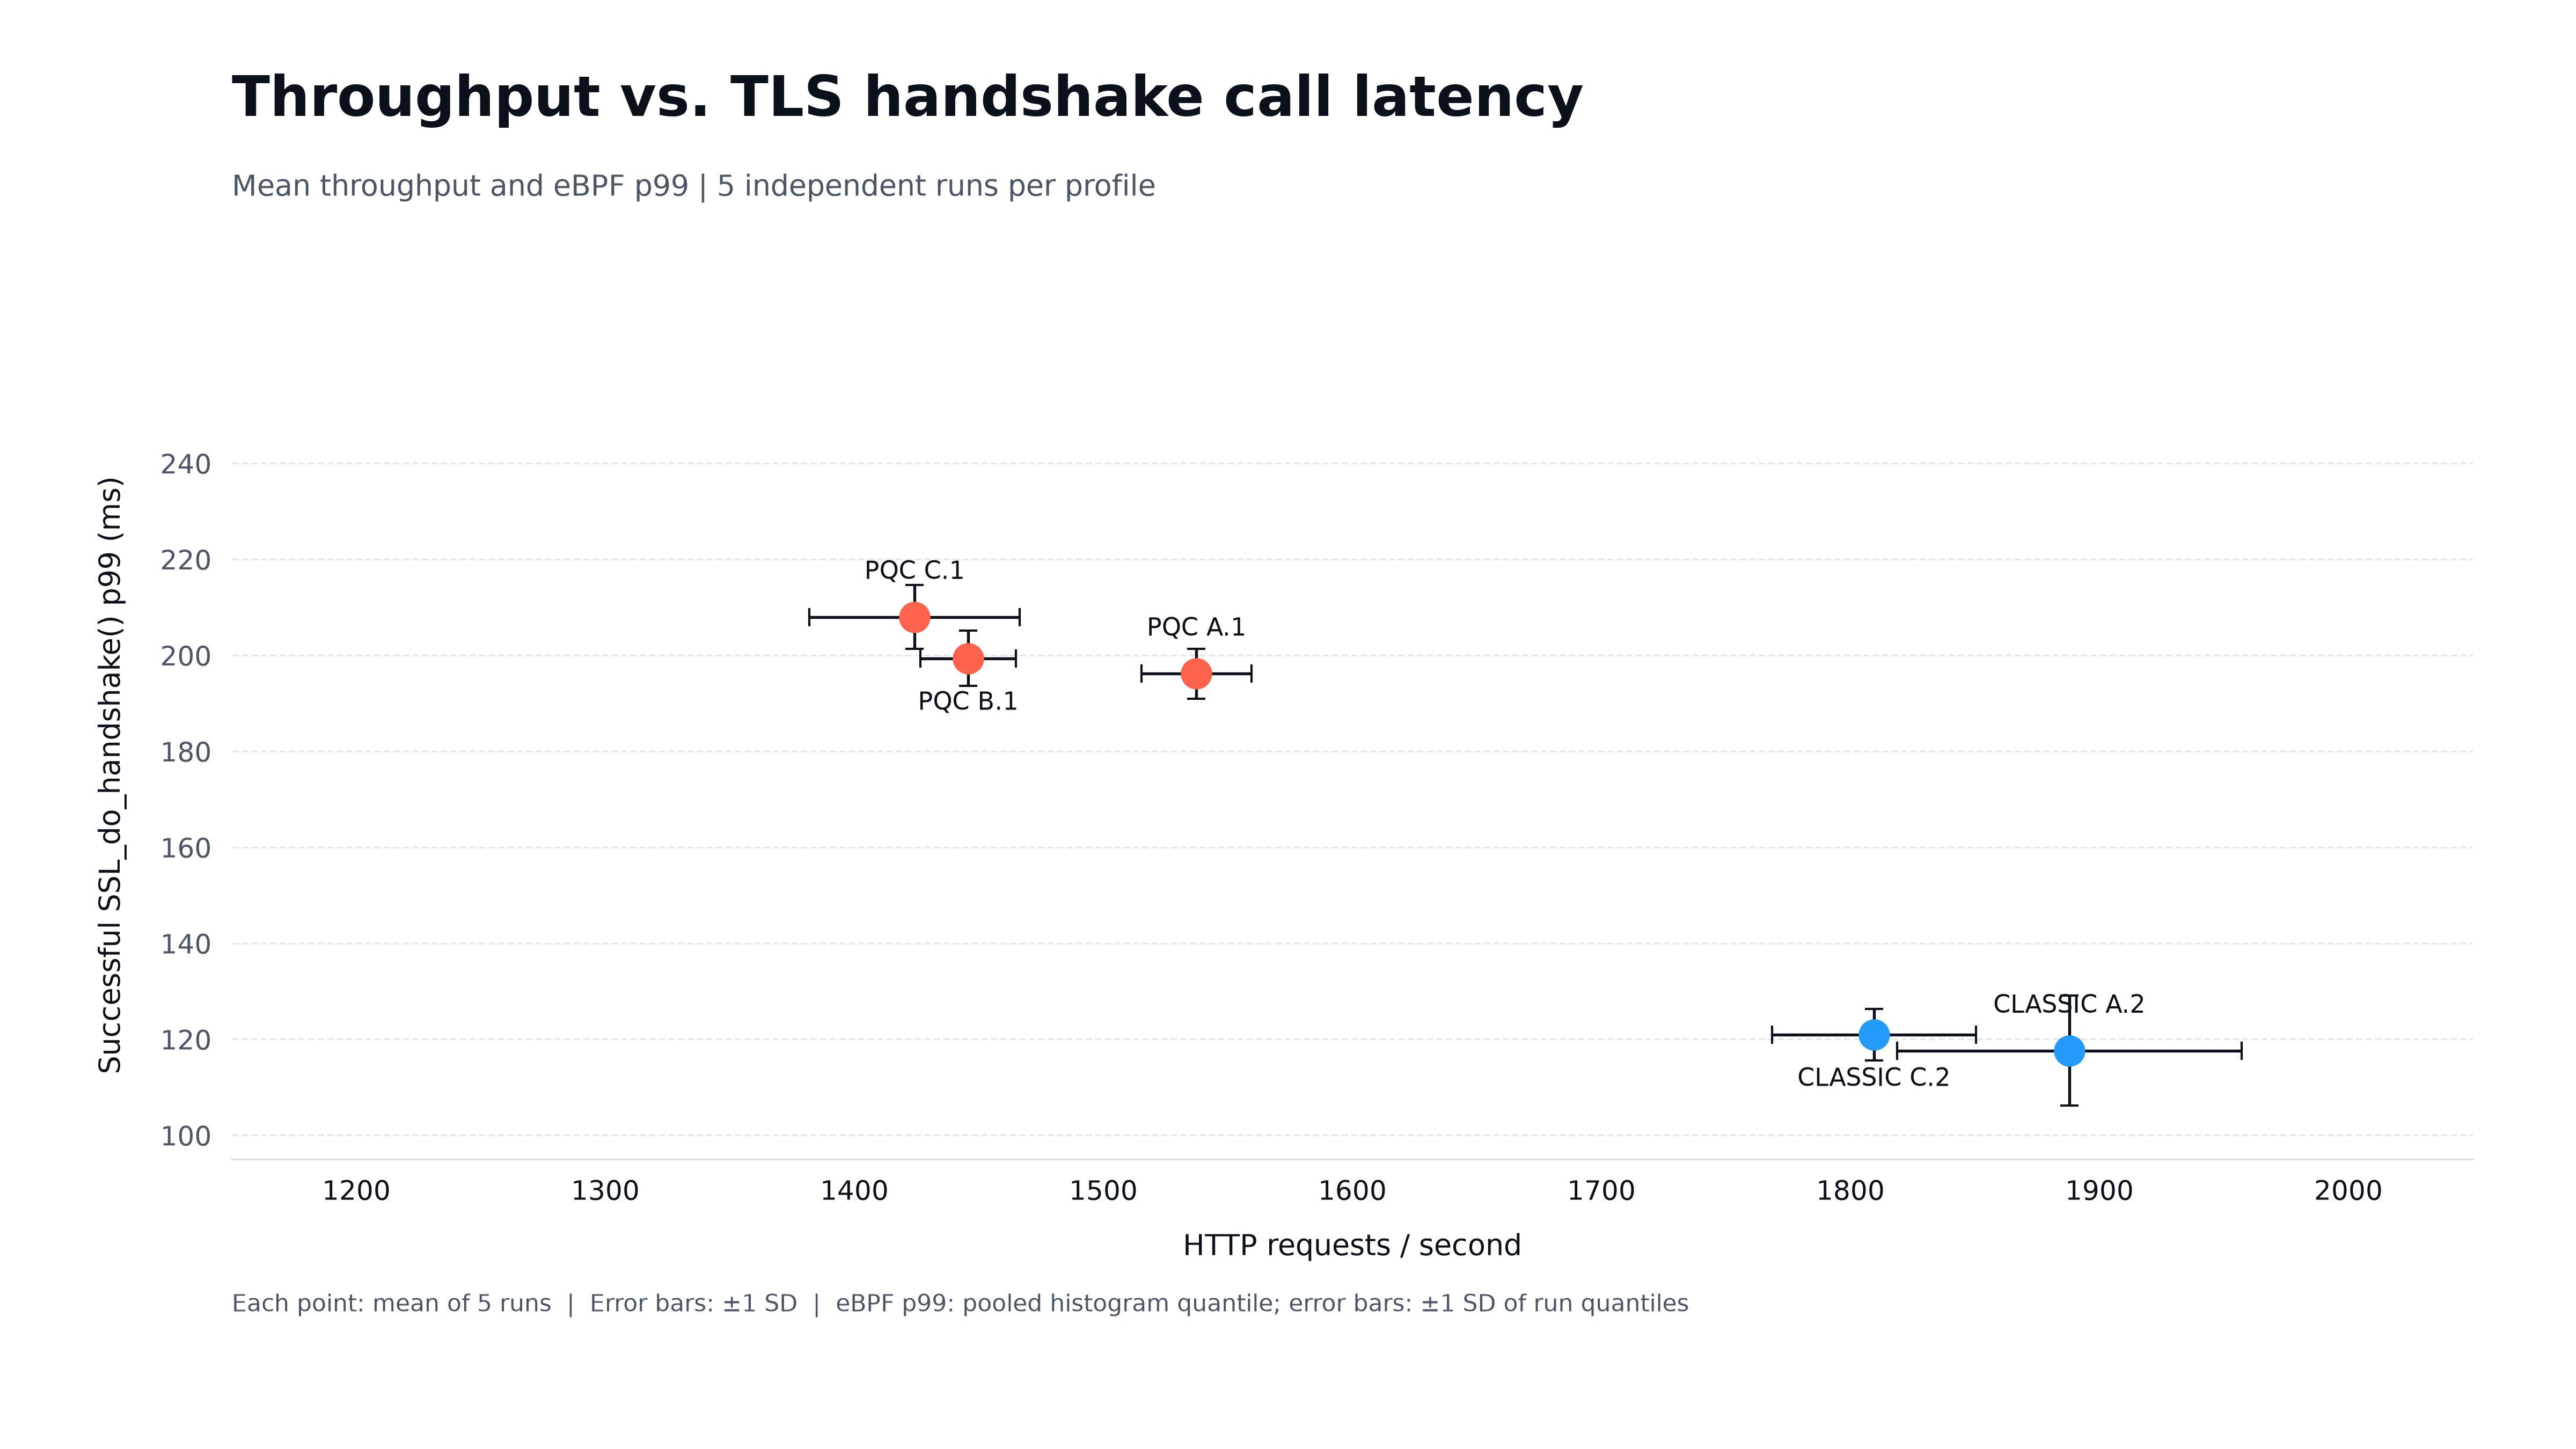 Throughput vs. TLS handshake call latency
Mean throughput and eBPF p99 | 5 independent runs per profile
Successful SSL_do_handshake() p99 (ms)
240
220
200
180
160
140
120
100
PQC C.1
PQC A.1
PQC B.1
CLASSIC A.2
CLASSIC C.2
1200 1300 1400 1500 1600 1700 1800 1900 2000
HTTP requests / second
Each point: mean of 5 runs | Error bars: ±1 SD | eBPF p99: pooled histogram quantile; error bars: ±1 SD of run quantiles